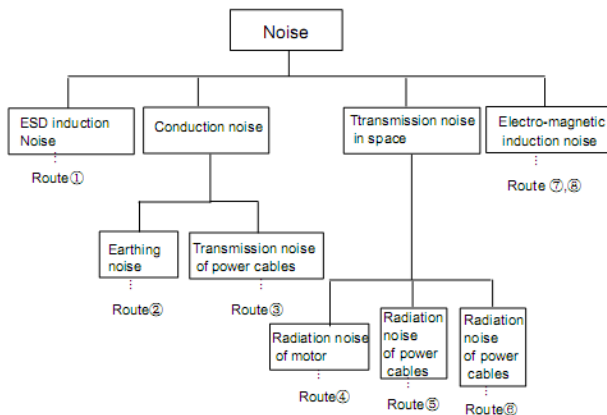 Noise
ESD induction
Noise
Conduction noise
Ttransmission noise
in space
Electro-magnetic
induction noise
Route①
Route ⑦,⑧
Earthing
noise
Transmission noise
of power cables
Route②
Route③
Radiation noise
of motor
Radiation
noise
of power
cables
Radiation
noise
of power
cables
Route④
Route⑤
Route⑥